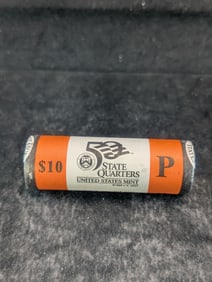 $10
50
STATE
QUARTERS
UNITED STATES MINT
P